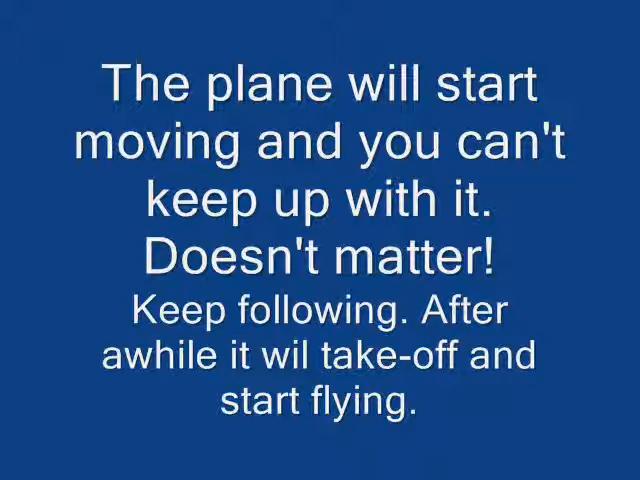 The plane will start
moving and you can't
keep up with it.
Doesn't matter!
Keep following. After
awhile it wil take-off and
start flying.